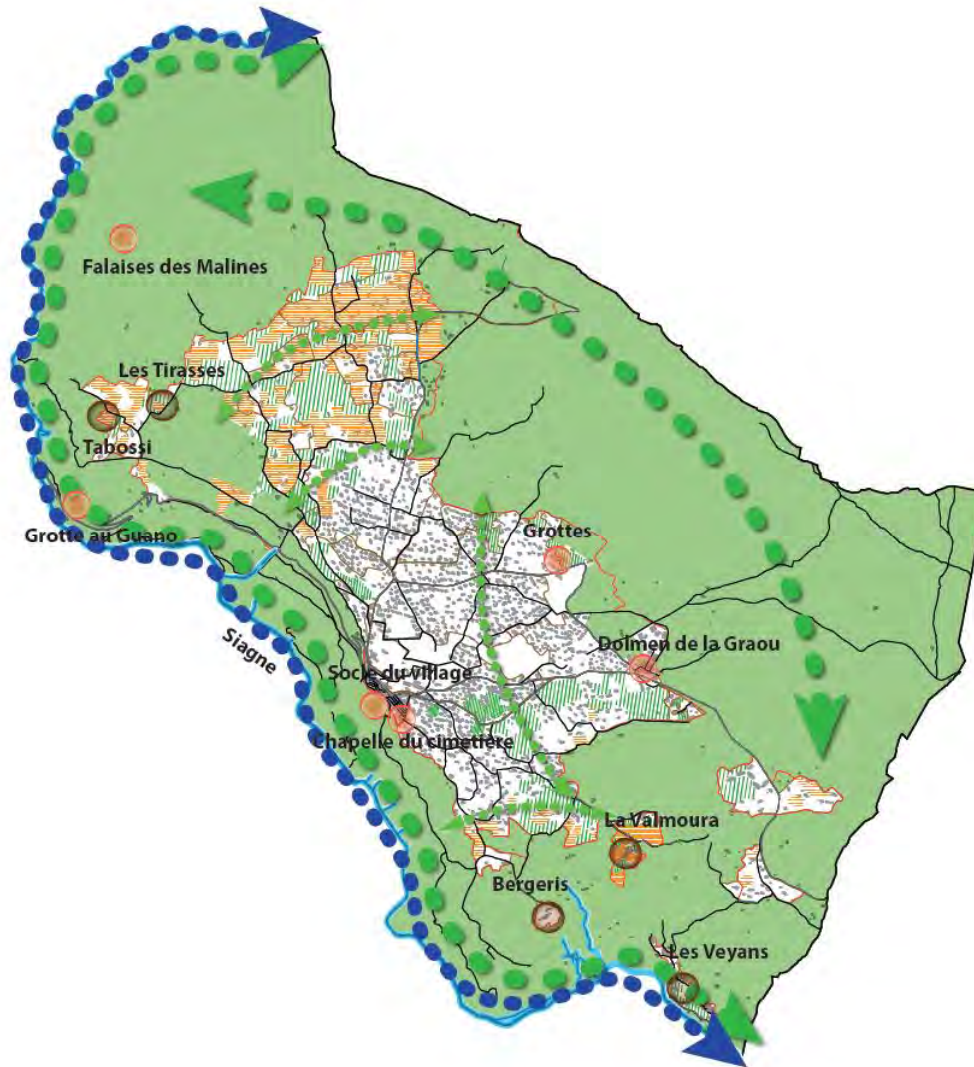 Falaises des Malines
Les Tirasses
Tabossi
Grotte au Guano
Grottes
Siagne
Dolmen de la Graou
Socle du village
Chapelle du cimetière
La Valmoura
Bergeris
Les Veyans